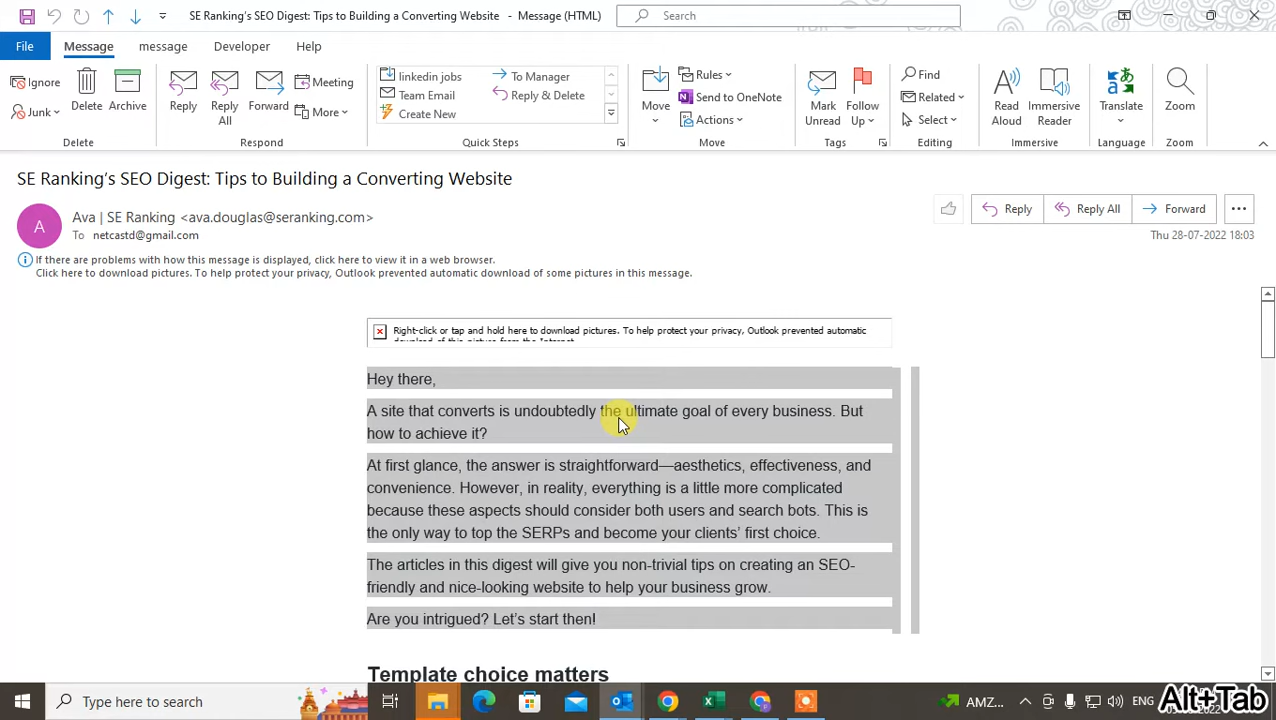 SE Ranking's SEO Digest: Tips to Building a Converting Website - Message (HTML)
Search
File Message message Developer Help
Ignore
Junk
Delete
Archive
Reply
Reply All
Forward
Meeting
More
linkedin jobs
To Manager
Team Email
Reply & Delete
Create New
Move
Rules
Send to OneNote
Actions
Mark Unread
Follow Up
Find
Related
Select
Read Aloud
Immersive Reader
Translate
Zoom
Delete Respond Quick Steps Move Tags Editing Immersive Language Zoom
SE Ranking's SEO Digest: Tips to Building a Converting Website
A
Ava | SE Ranking <ava.douglas@seranking.com>
To netcastd@gmail.com
Reply Reply All Forward
Thu 28-07-2022 18:03
If there are problems with how this message is displayed, click here to view it in a web browser.
Click here to download pictures. To help protect your privacy, Outlook prevented automatic download of some pictures in this message.
Right-click or tap and hold here to download pictures. To help protect your privacy, Outlook prevented automatic
download of this picture from the Internet.
Hey there,
A site that converts is undoubtedly the ultimate goal of every business. But
how to achieve it?
At first glance, the answer is straightforward—aesthetics, effectiveness, and
convenience. However, in reality, everything is a little more complicated
because these aspects should consider both users and search bots. This is
the only way to top the SERPs and become your clients' first choice.
The articles in this digest will give you non-trivial tips on creating an SEO-
friendly and nice-looking website to help your business grow.
Are you intrigued? Let's start then!
Template choice matters
Type here to search
AMZ...
ENG
Alt+Tab